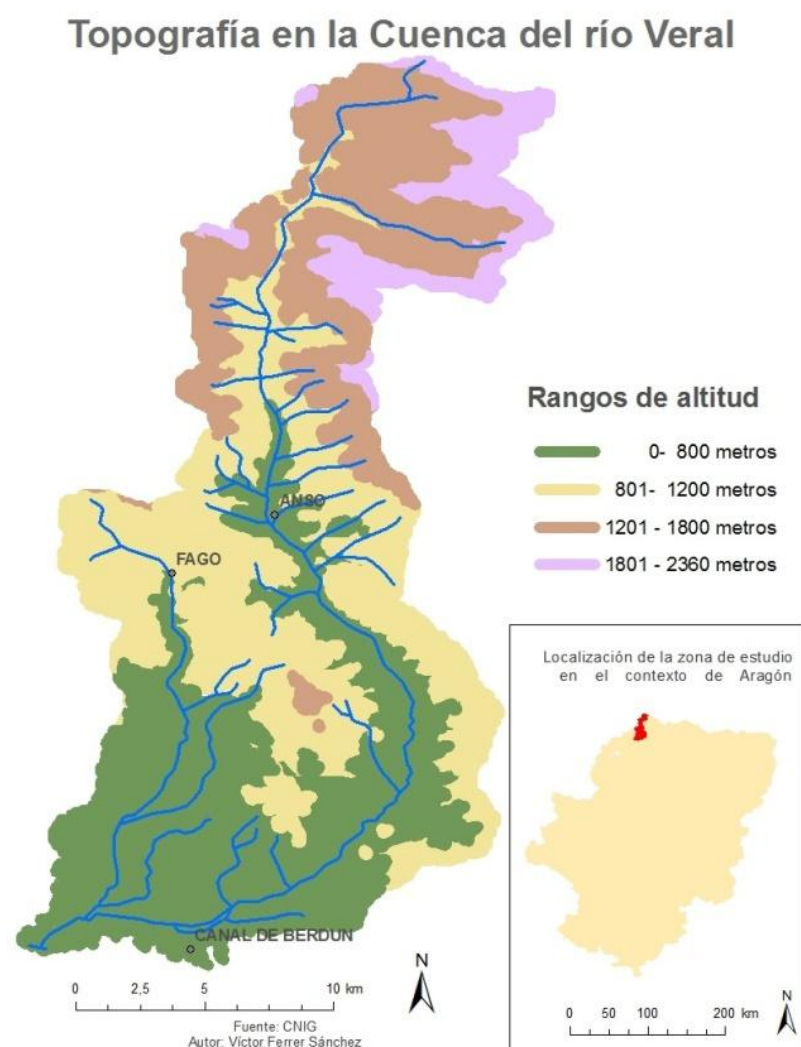 Topografía en la Cuenca del río Veral
Rangos de altitud
0- 800 metros
801- 1200 metros
1201 - 1800 metros
1801 - 2360 metros
ANSO
FAGO
CANAL DE BERDUN
N
0 2,5 5 10 km
Fuente: CNIG
Autor: Víctor Ferrer Sánchez
Localización de la zona de estudio
en el contexto de Aragón
N
0 50 100 200 km